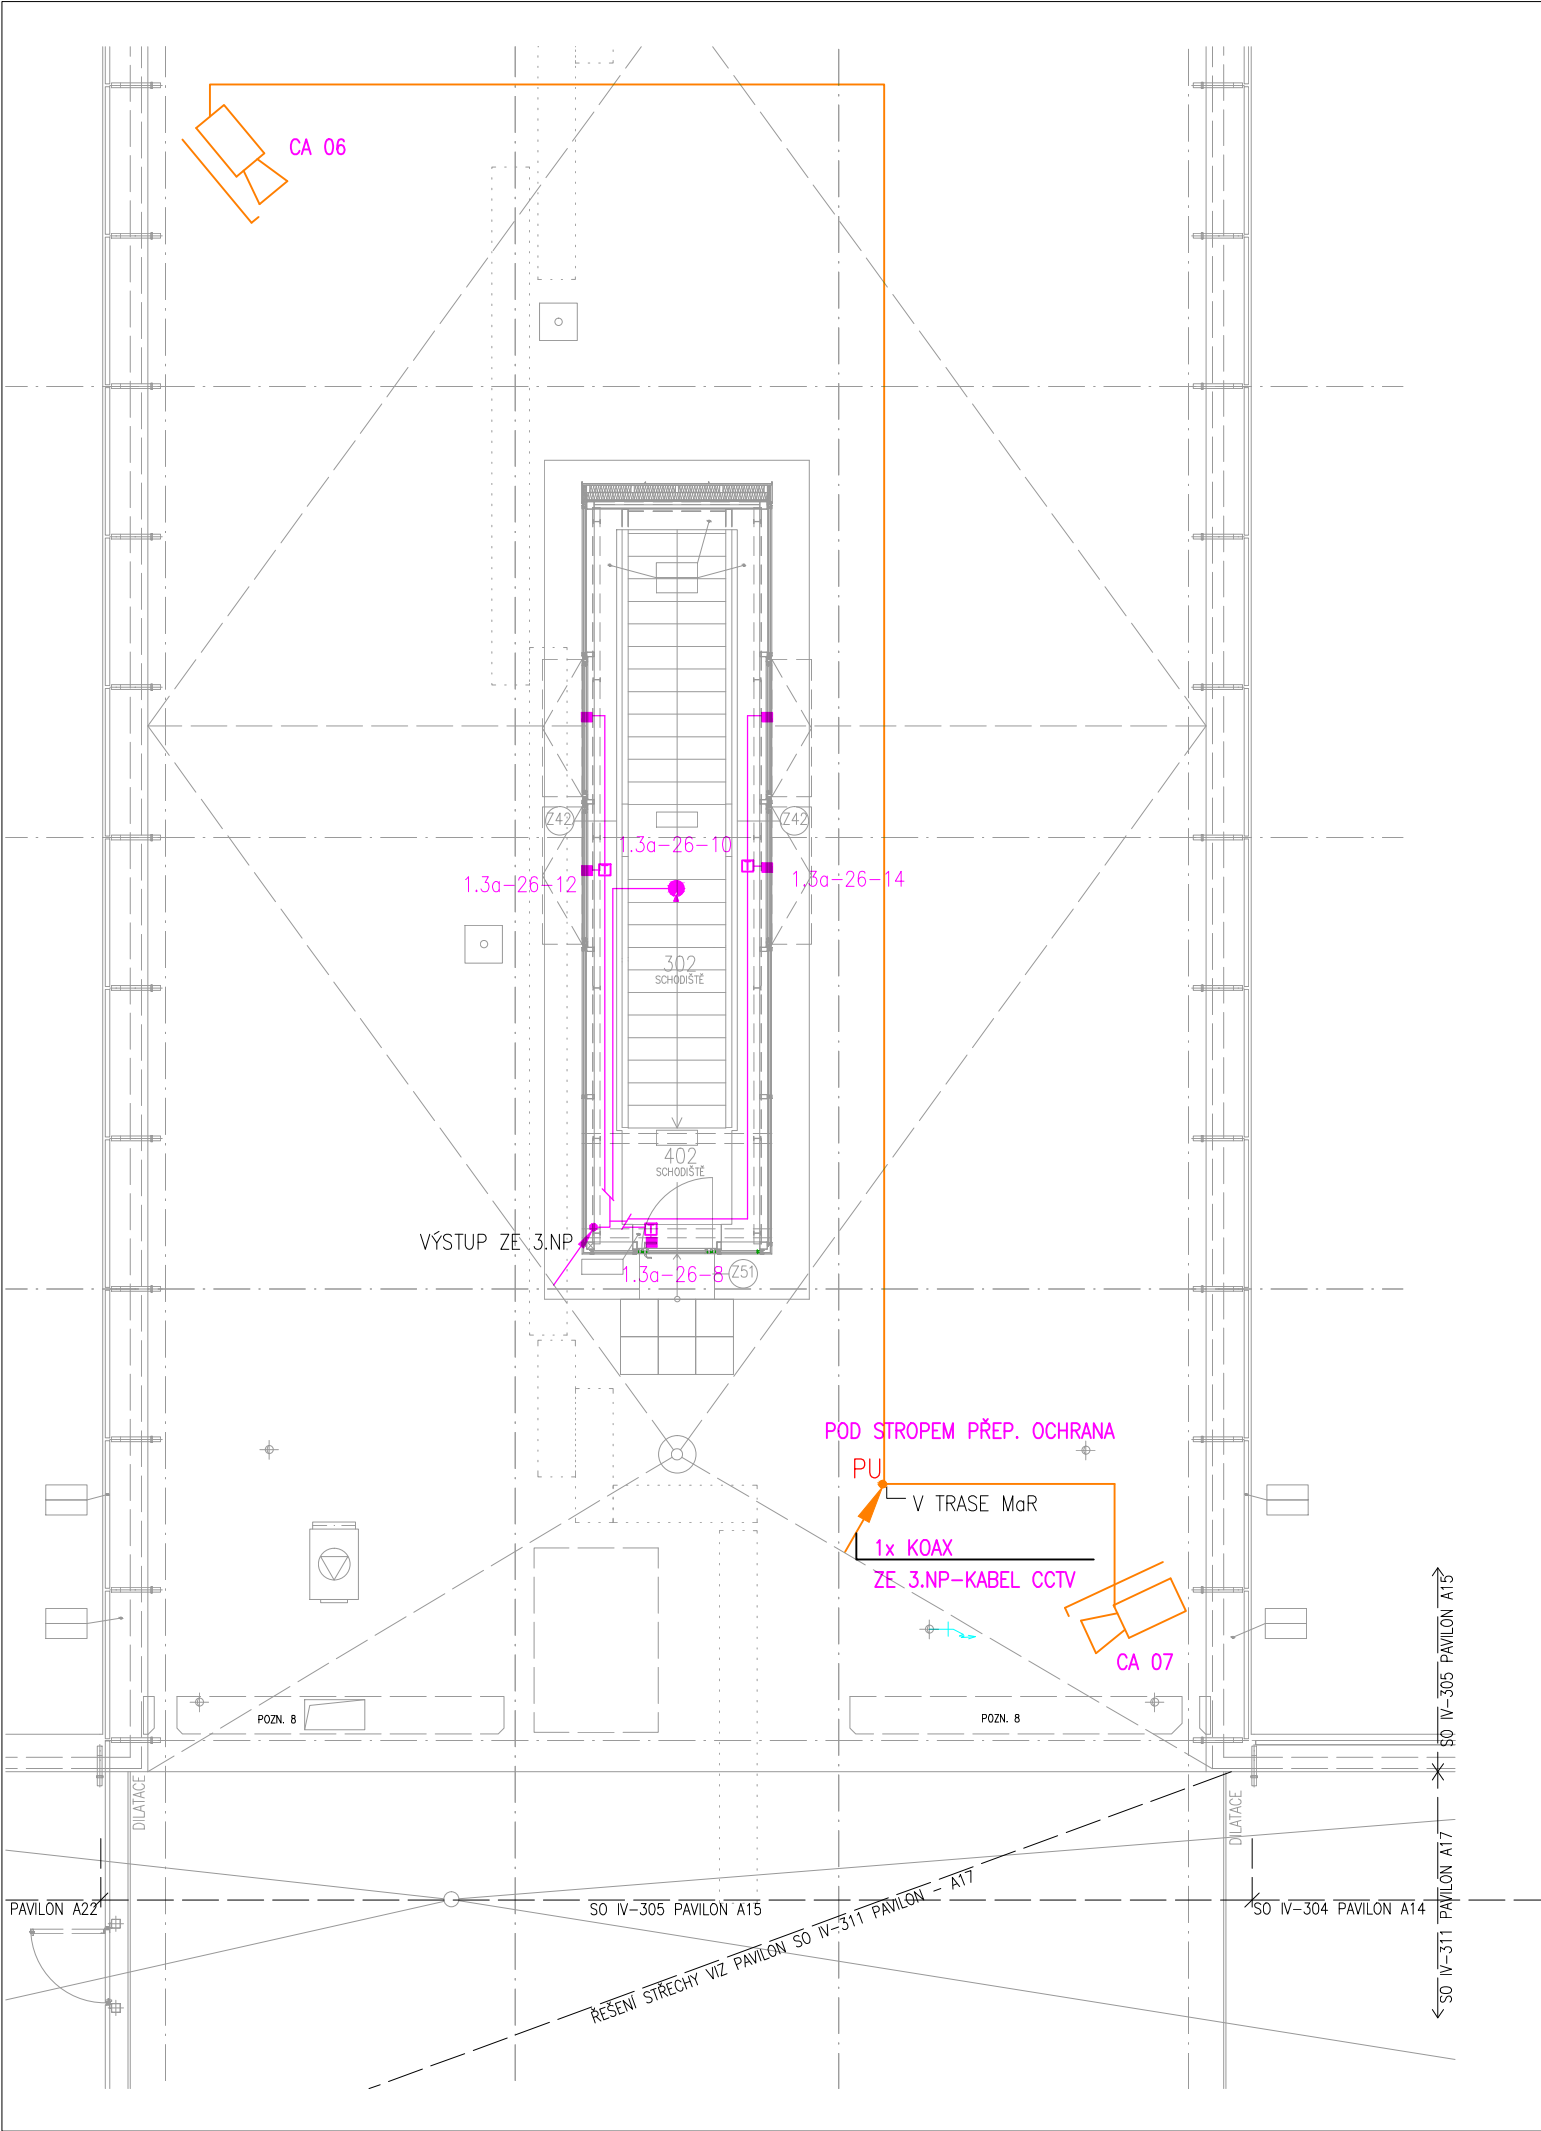 CA 06
Z42
Z42
1.3a-26-10
1.3a-26-12
1.3a-26-14
302
SCHODIŠTĚ
402
SCHODIŠTĚ
VÝSTUP ZE 3.NP
1.3a-26-8
Z51
POD STROPEM PŘEP. OCHRANA
PU
V TRASE MaR
1x KOAX
ZE 3.NP-KABEL CCTV
CA 07
POZN. 8
POZN. 8
SO IV-305 PAVILON A15
DILATACE
DILATACE
SO IV-311 PAVILON A17
PAVILON A22
SO IV-305 PAVILON A15
SO IV-304 PAVILON A14
ŘEŠENÍ STŘECHY VIZ PAVILON SO IV-311 PAVILON - A17